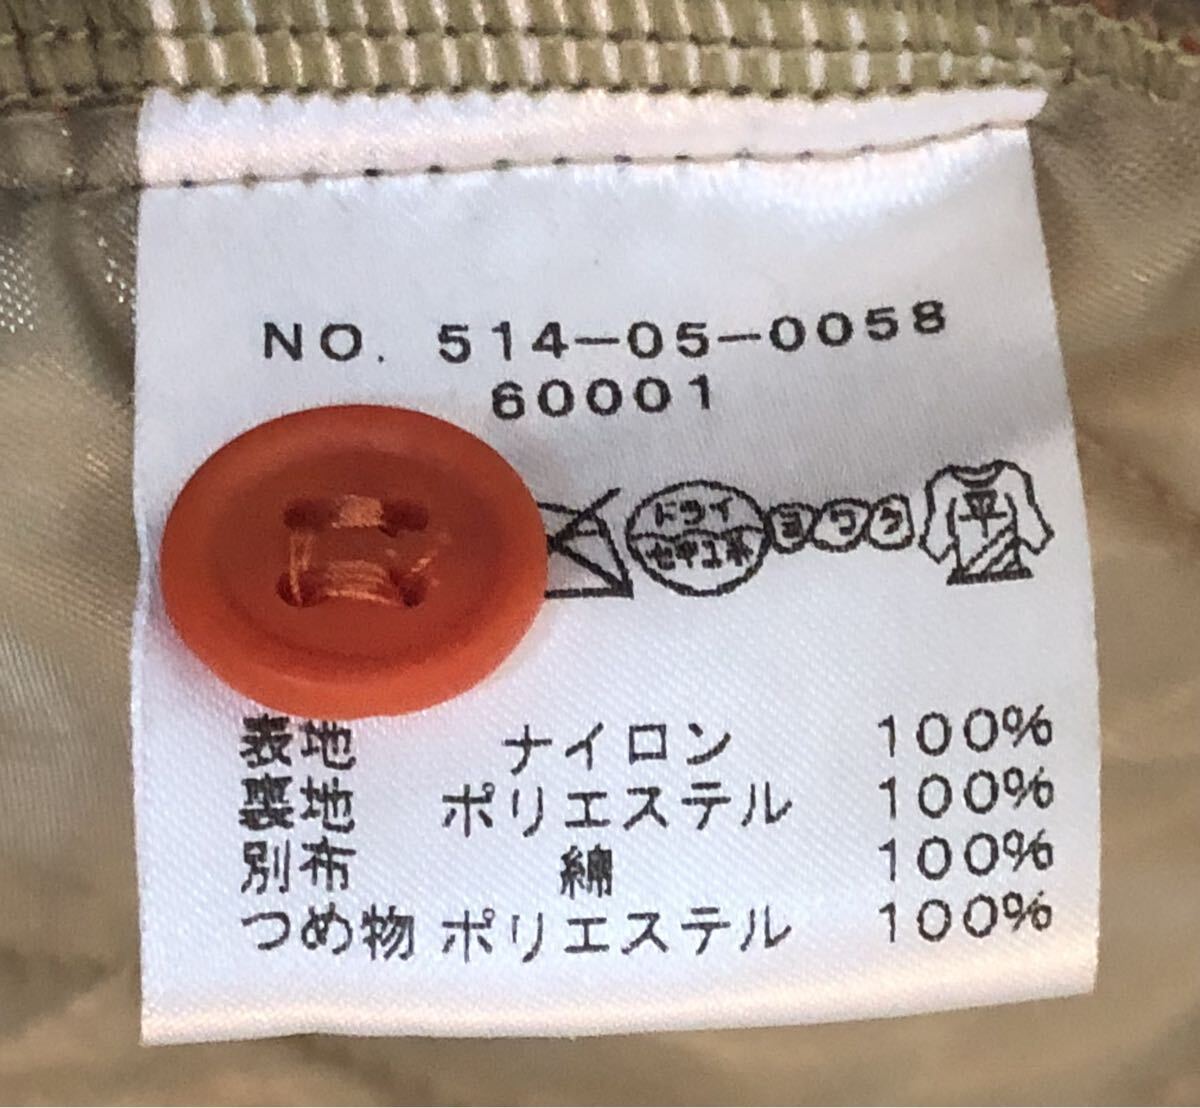 NO. 514-05-0058
60001
ドライ
セキユ系
ヨワク
平
表地 ナイロン 100%
裏地 ポリエステル 100%
別布 綿 100%
つめ物 ポリエステル 100%